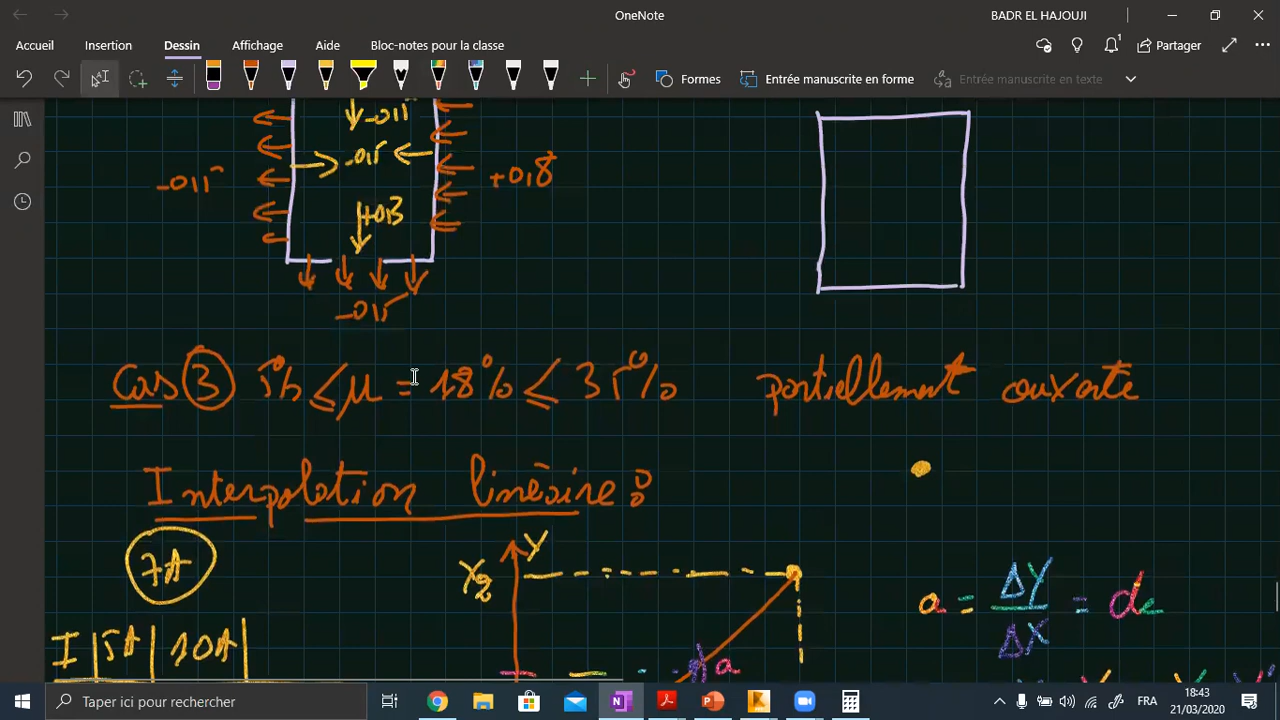 OneNote
BADR EL HAJOUJI
Accueil Insertion Dessin Affichage Aide Bloc-notes pour la classe
Partager
Formes Entrée manuscrite en forme Entrée manuscrite en texte
-0,5
-0,5 +0,8
+0,3
-0,5
Cas 3 5% ≤ μ = 18% ≤ 35% partiellement ouverte
Interpolation linéaire :
7A
Y
X2
a = ΔY/ΔX = de
I 5A 10A
a
Taper ici pour rechercher
FRA
18:43
21/03/2020